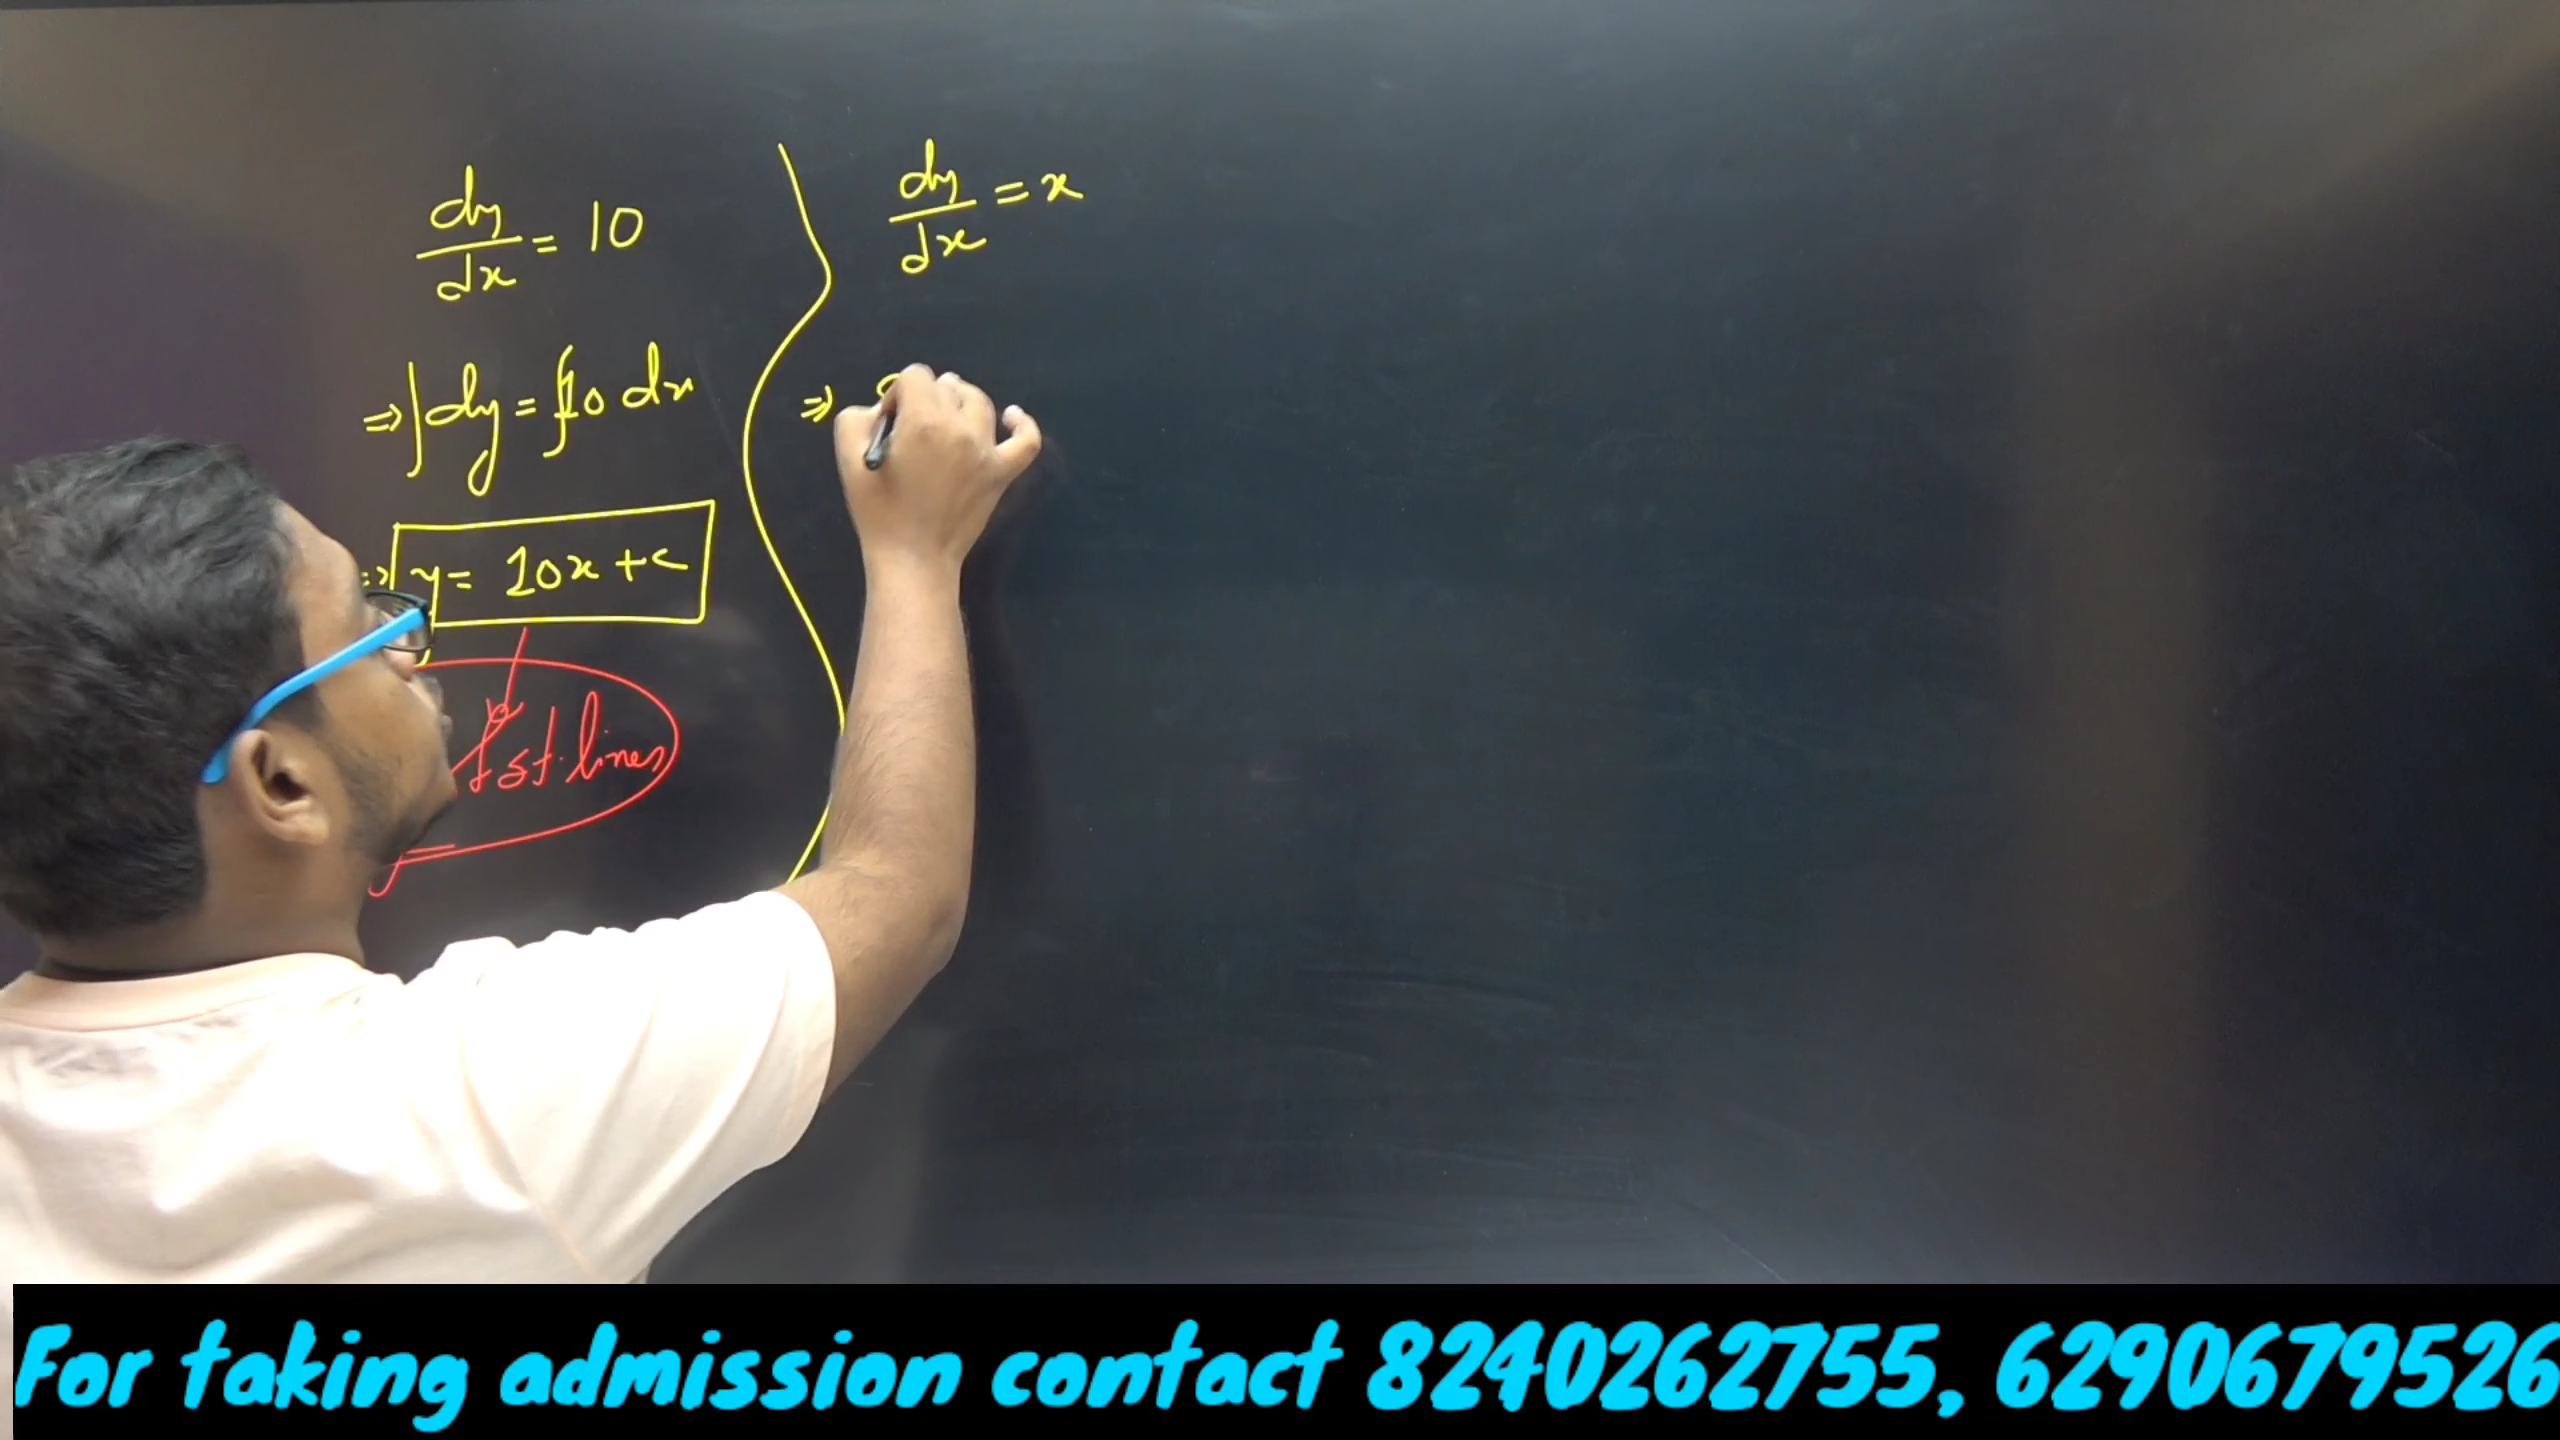 dy/dx = 10
⇒ ∫dy = ∫10 dx
⇒ y = 10x + c
st. lines
dy/dx = x
⇒
For taking admission contact 8240262755, 6290679526